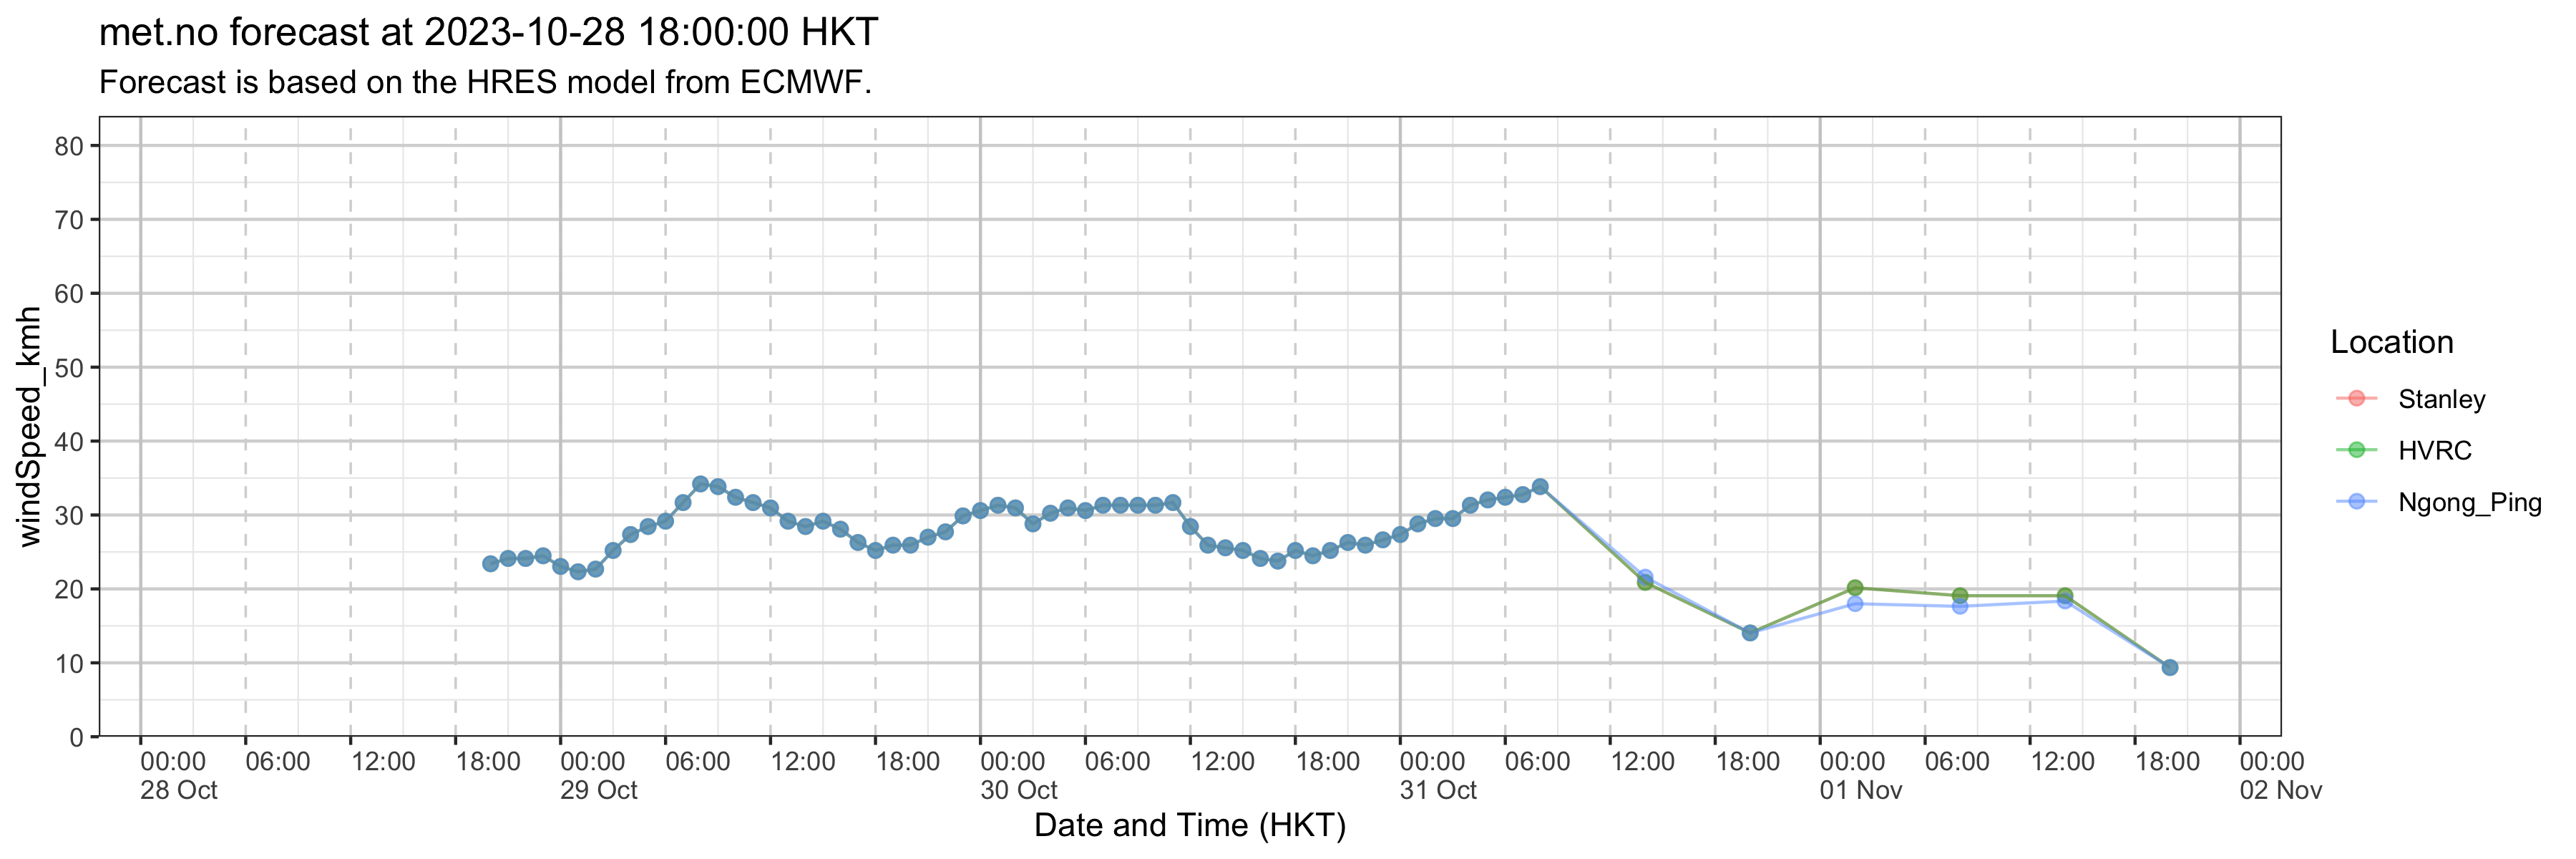 met.no forecast at 2023-10-28 18:00:00 HKT
Forecast is based on the HRES model from ECMWF.
windSpeed_kmh
80
70
60
50
40
30
20
10
0
00:00 06:00 12:00 18:00 00:00 06:00 12:00 18:00 00:00 06:00 12:00 18:00 00:00 06:00 12:00 18:00 00:00 06:00 12:00 18:00 00:00
28 Oct 29 Oct 30 Oct 31 Oct 01 Nov 02 Nov
Date and Time (HKT)
Location
Stanley
HVRC
Ngong_Ping